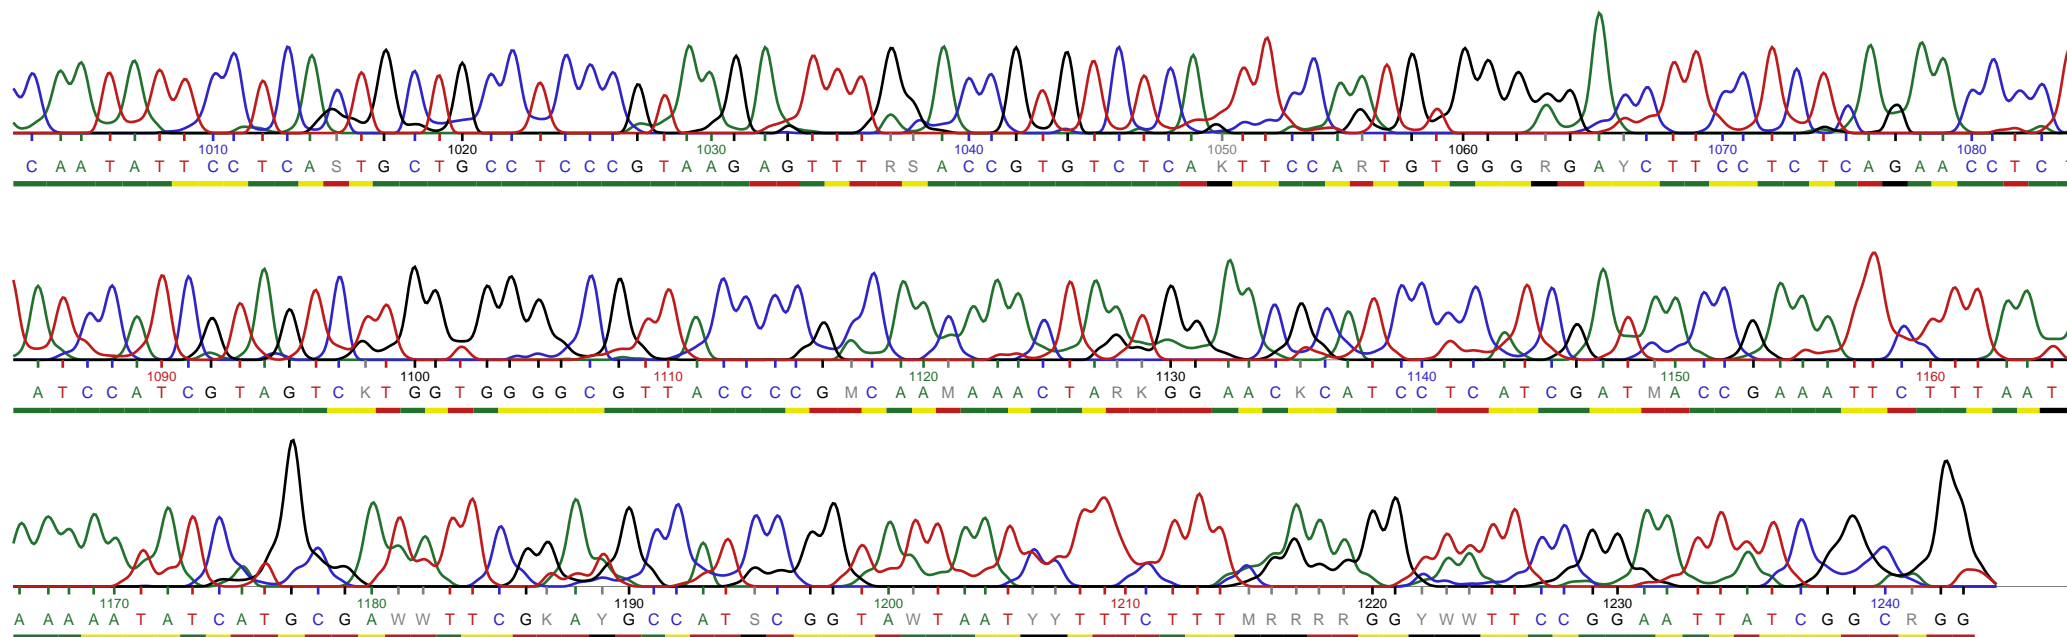 1010 1020 1030 1040 1050 1060 1070 1080
C A A T A T T C C T C A S T G C T G C C T C C C G T A A G A G T T T R S A C C G T G T C T C A K T T C C A R T G T G G G R G A Y C T T C C T C T C A G A A C C T C T
1090 1100 1110 1120 1130 1140 1150 1160
A T C C A T C G T A G T C K T G G T G G G G C G T T A C C C C G M C A A M A A A C T A R K G G A A C K C A T C C T C A T C G A T M A C C G A A A T T C T T T A A T
1170 1180 1190 1200 1210 1220 1230 1240
A A A A A T A T C A T G C G A W W T T C G K A Y G C C A T S C G G T A W T A A T Y Y T T T C T T T M R R R R G G Y W W T T C C G G A A T T A T C G G C R G G